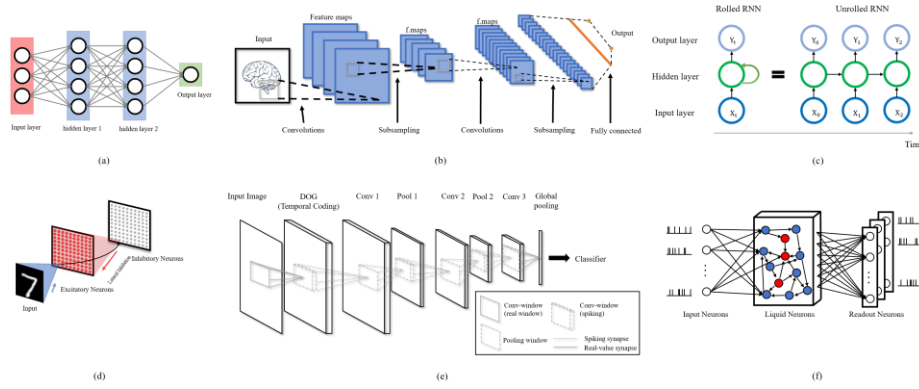 Input layer
hidden layer 1
hidden layer 2
Output layer
(a)
Input
Feature maps
f.maps
f.maps
Output
Convolutions
Subsampling
Convolutions
Subsampling
Fully connected
(b)
Rolled RNN
Unrolled RNN
Output layer
Hidden layer
Input layer
Y₀
Y₁
Y₂
X₀
X₁
X₂
Tim
(c)
7
Input
Excitatory Neurons
Lateral Inhibition
Inhibitory Neurons
(d)
Input Image
DOG
(Temporal Coding)
Conv 1
Pool 1
Conv 2
Pool 2
Conv 3
Global
pooling
Classifier
Conv-window
(real window)
Conv-window
(spiking)
Pooling window
Spiking synapse
Real-value synapse
(e)
Input Neurons
Liquid Neurons
Readout Neurons
(f)